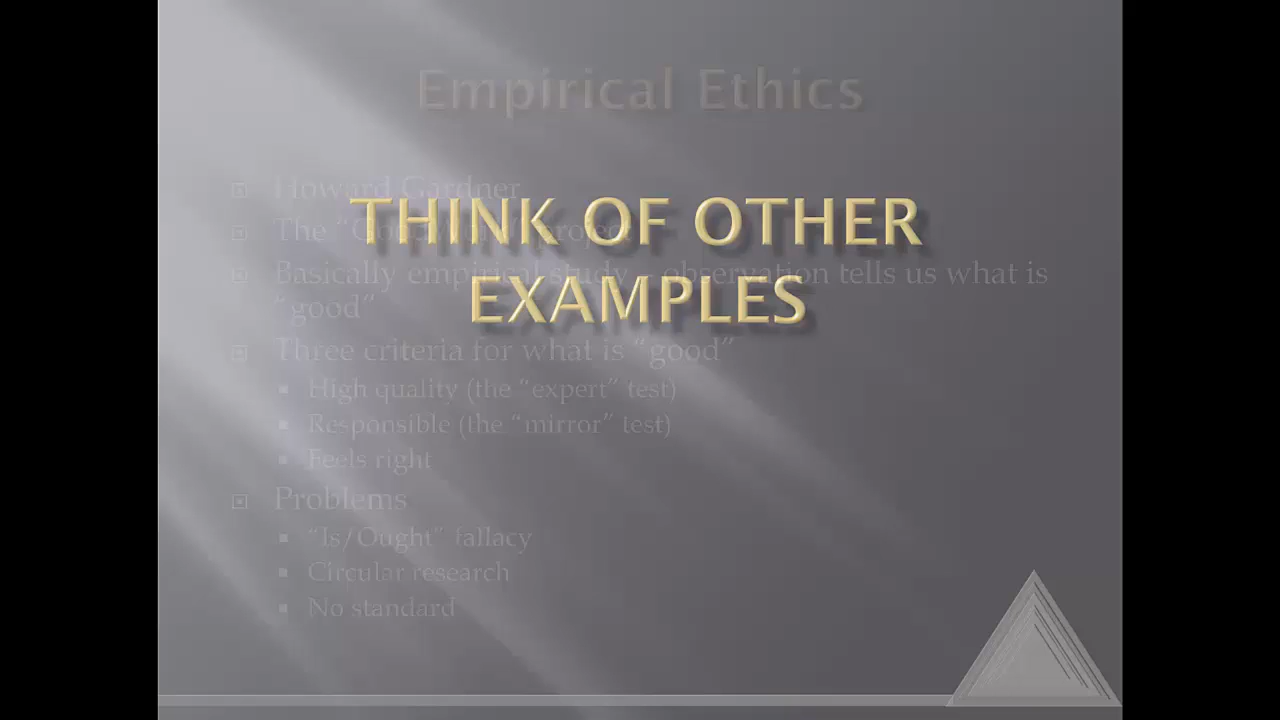 Empirical Ethics
Howard Gardner
THINK OF OTHER
The project
Basically empirical study – observation tells us what is
"good"
EXAMPLES
Three criteria for what is "good"
High quality (the "expert" test)
Responsible (the "mirror" test)
Feels right
Problems
"Is/Ought" fallacy
Circular research
No standard